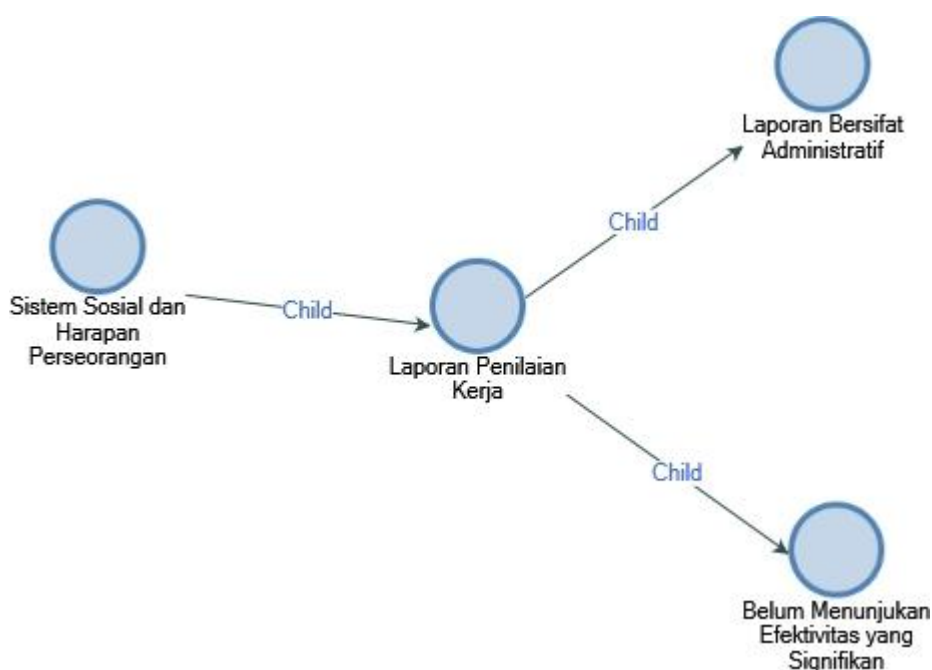 Laporan Bersifat
Administratif
Child
Sistem Sosial dan
Harapan
Perseorangan
Child
Laporan Penilaian
Kerja
Child
Belum Menunjukan
Efektivitas yang
Signifikan